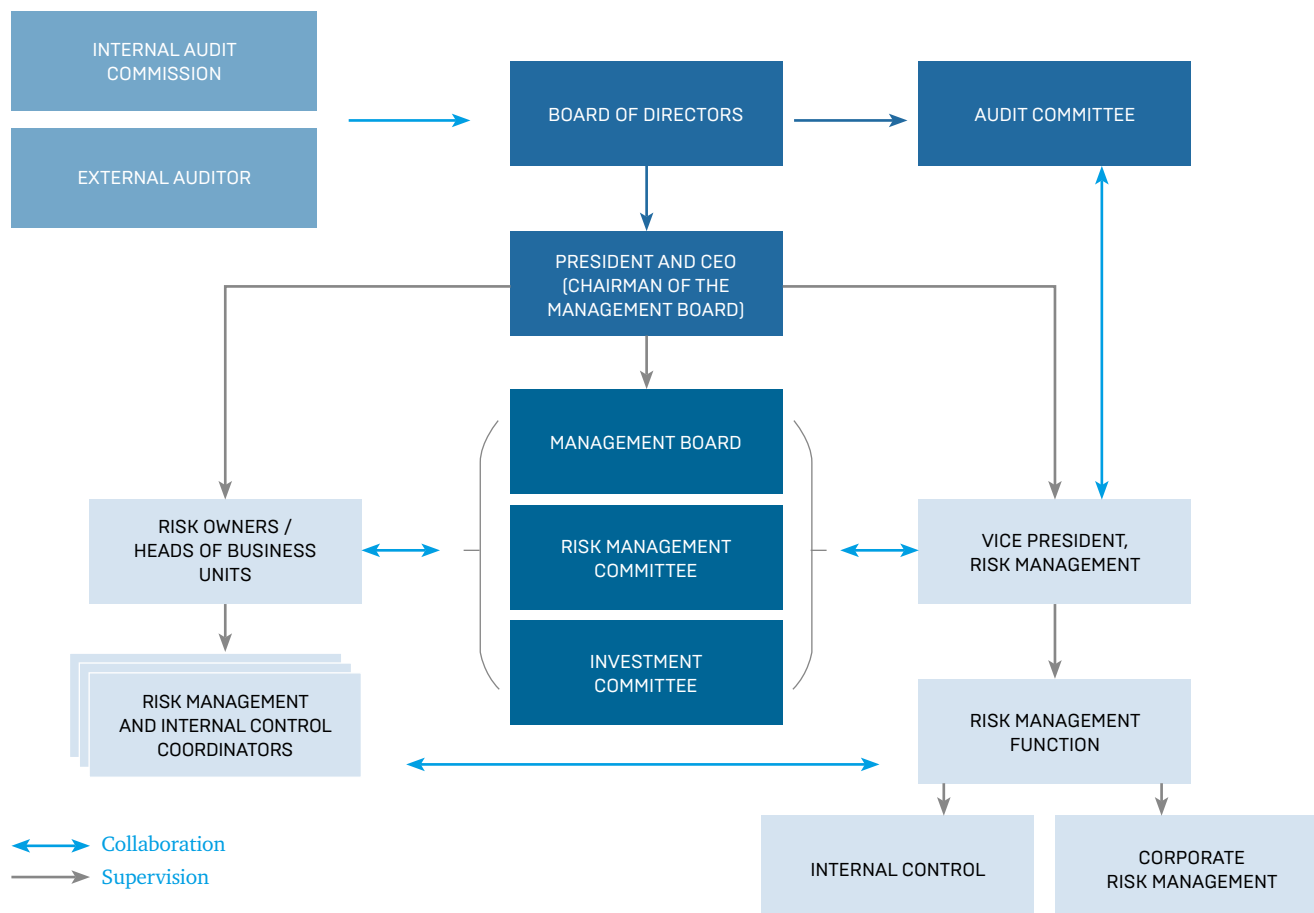 INTERNAL AUDIT
COMMISSION
EXTERNAL AUDITOR
BOARD OF DIRECTORS
AUDIT COMMITTEE
PRESIDENT AND CEO
(CHAIRMAN OF THE
MANAGEMENT BOARD)
MANAGEMENT BOARD
RISK OWNERS /
HEADS OF BUSINESS
UNITS
RISK MANAGEMENT
COMMITTEE
VICE PRESIDENT,
RISK MANAGEMENT
INVESTMENT
COMMITTEE
RISK MANAGEMENT
AND INTERNAL CONTROL
COORDINATORS
RISK MANAGEMENT
FUNCTION
INTERNAL CONTROL
CORPORATE
RISK MANAGEMENT
Collaboration
Supervision